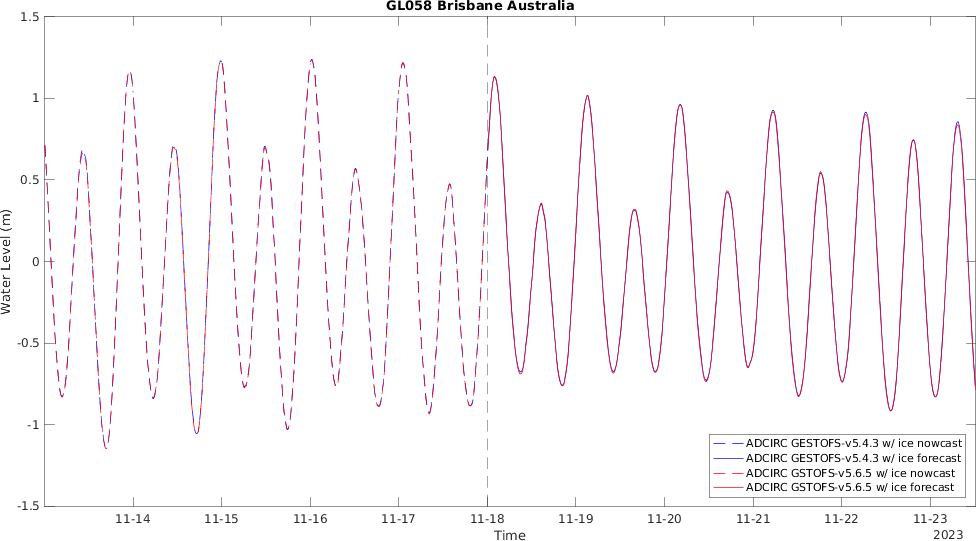 GL058 Brisbane Australia
1.5
1
0.5
0
-0.5
-1
-1.5
Water Level (m)
11-14 11-15 11-16 11-17 11-18 11-19 11-20 11-21 11-22 11-23
Time
2023
ADCIRC GESTOFS-v5.4.3 w/ ice nowcast
ADCIRC GESTOFS-v5.4.3 w/ ice forecast
ADCIRC GSTOFS-v5.6.5 w/ ice nowcast
ADCIRC GSTOFS-v5.6.5 w/ ice forecast